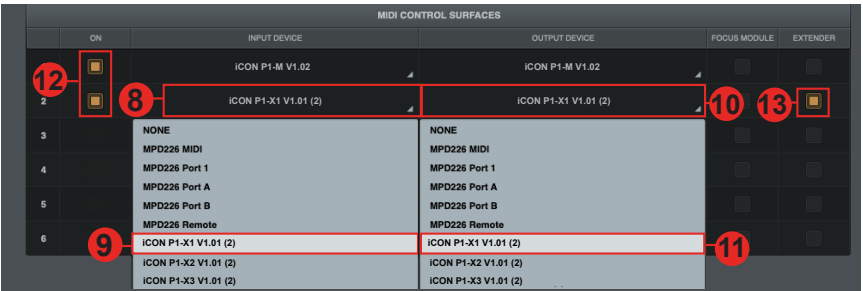 MIDI CONTROL SURFACES
ON INPUT DEVICE OUTPUT DEVICE FOCUS MODULE EXTENDER
12 iCON P1-M V1.02 iCON P1-M V1.02
2 8 iCON P1-X1 V1.01 (2) iCON P1-X1 V1.01 (2) 10 13
3 NONE NONE
MPD226 MIDI MPD226 MIDI
4 MPD226 Port 1 MPD226 Port 1
MPD226 Port A MPD226 Port A
5 MPD226 Port B MPD226 Port B
MPD226 Remote MPD226 Remote
6 9 iCON P1-X1 V1.01 (2) iCON P1-X1 V1.01 (2) 11
iCON P1-X2 V1.01 (2) iCON P1-X2 V1.01 (2)
iCON P1-X3 V1.01 (2) iCON P1-X3 V1.01 (2)